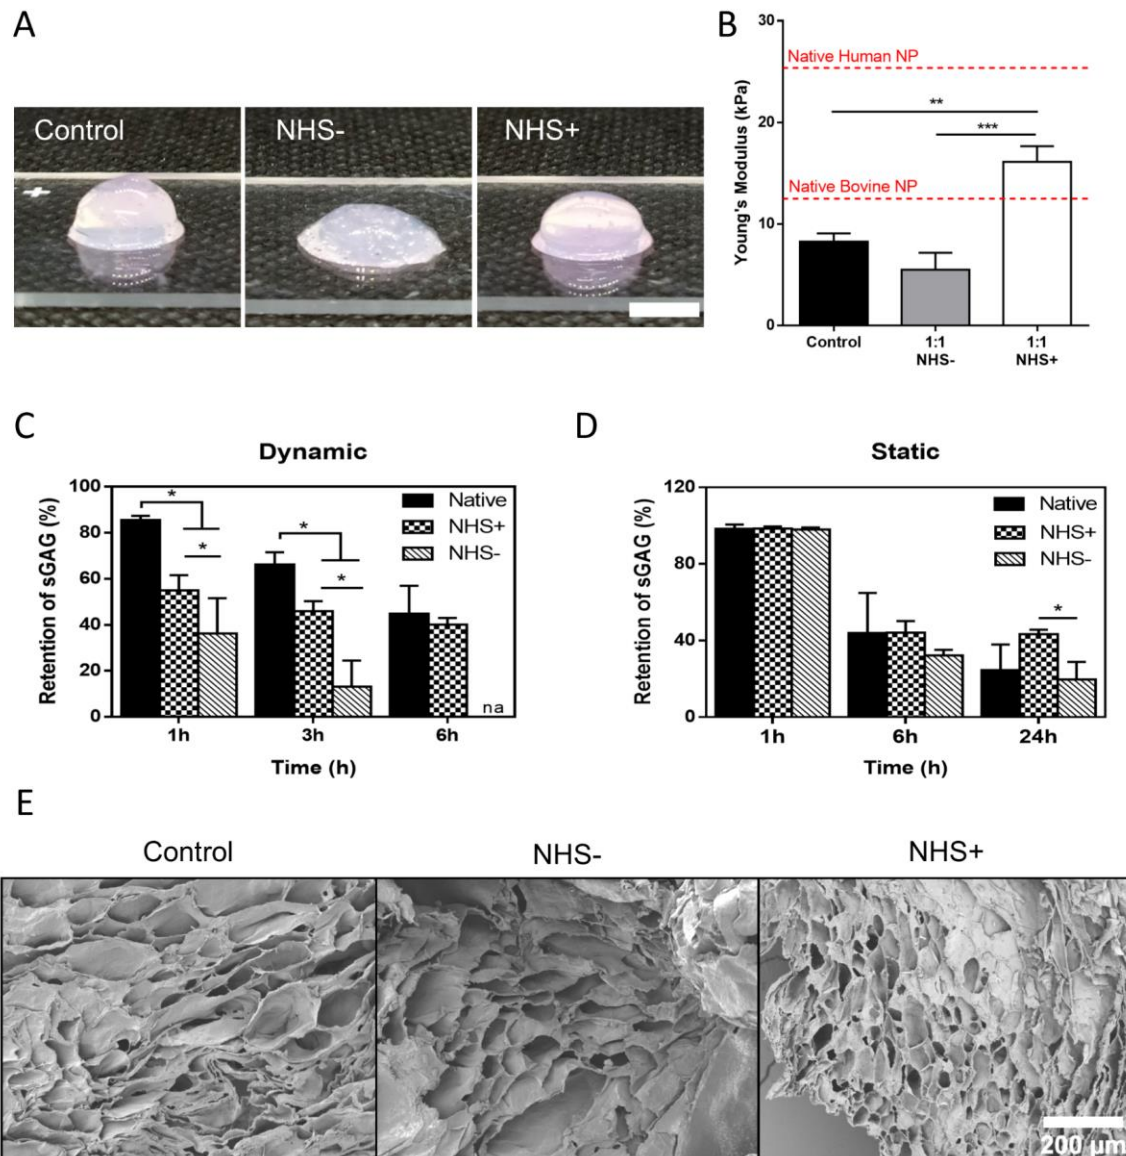 A
Control
NHS-
NHS+
B
30
20
10
0
Young's Modulus (kPa)
Native Human NP
**
***
Native Bovine NP
Control
1:1
NHS-
1:1
NHS+
C
Dynamic
Retention of sGAG (%)
100
80
60
40
20
0
*
*
*
*
Native
NHS+
NHS-
na
1h
3h
6h
Time (h)
D
Static
Retention of sGAG (%)
120
80
40
0
Native
NHS+
NHS-
*
1h
6h
24h
Time (h)
E
Control
NHS-
NHS+
200 µm